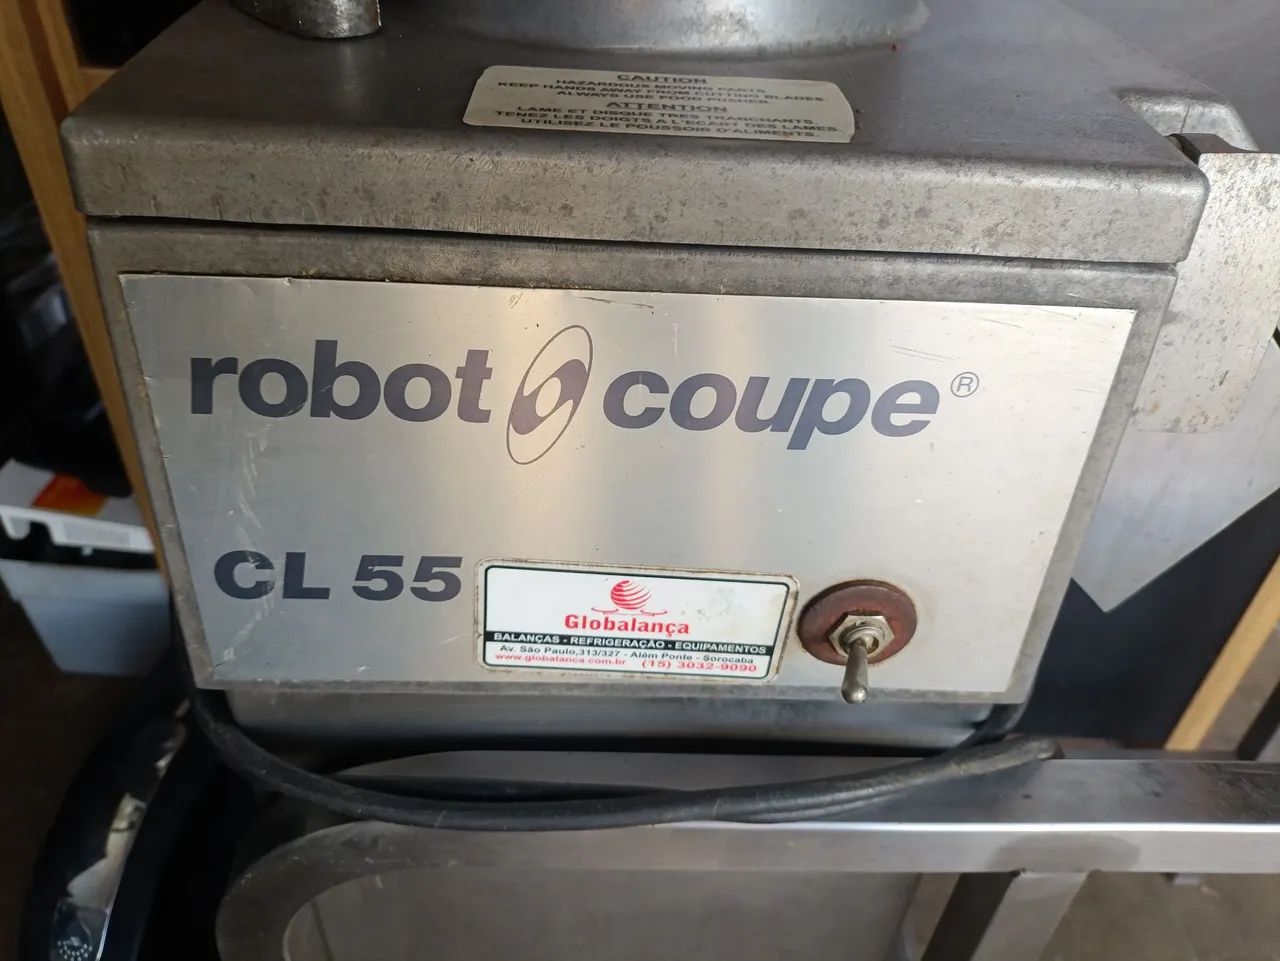 CAUTION
HAZARDOUS MOVING PARTS.
KEEP HANDS AWAY FROM CUTTING BLADES.
ALWAYS USE FOOD PUSHER.
ATTENTION
LAME ET DISQUE TRES TRANCHANTS.
TENEZ LES DOIGTS A L'ECART DES LAMES.
UTILISEZ LE POUSSOIR D'ALIMENTS.
robot coupe®
CL 55
Globalança
BALANÇAS - REFRIGERAÇÃO - EQUIPAMENTOS
Av. São Paulo,313/327 - Além Ponte - Sorocaba
www.globalanca.com.br (15) 3032-9090